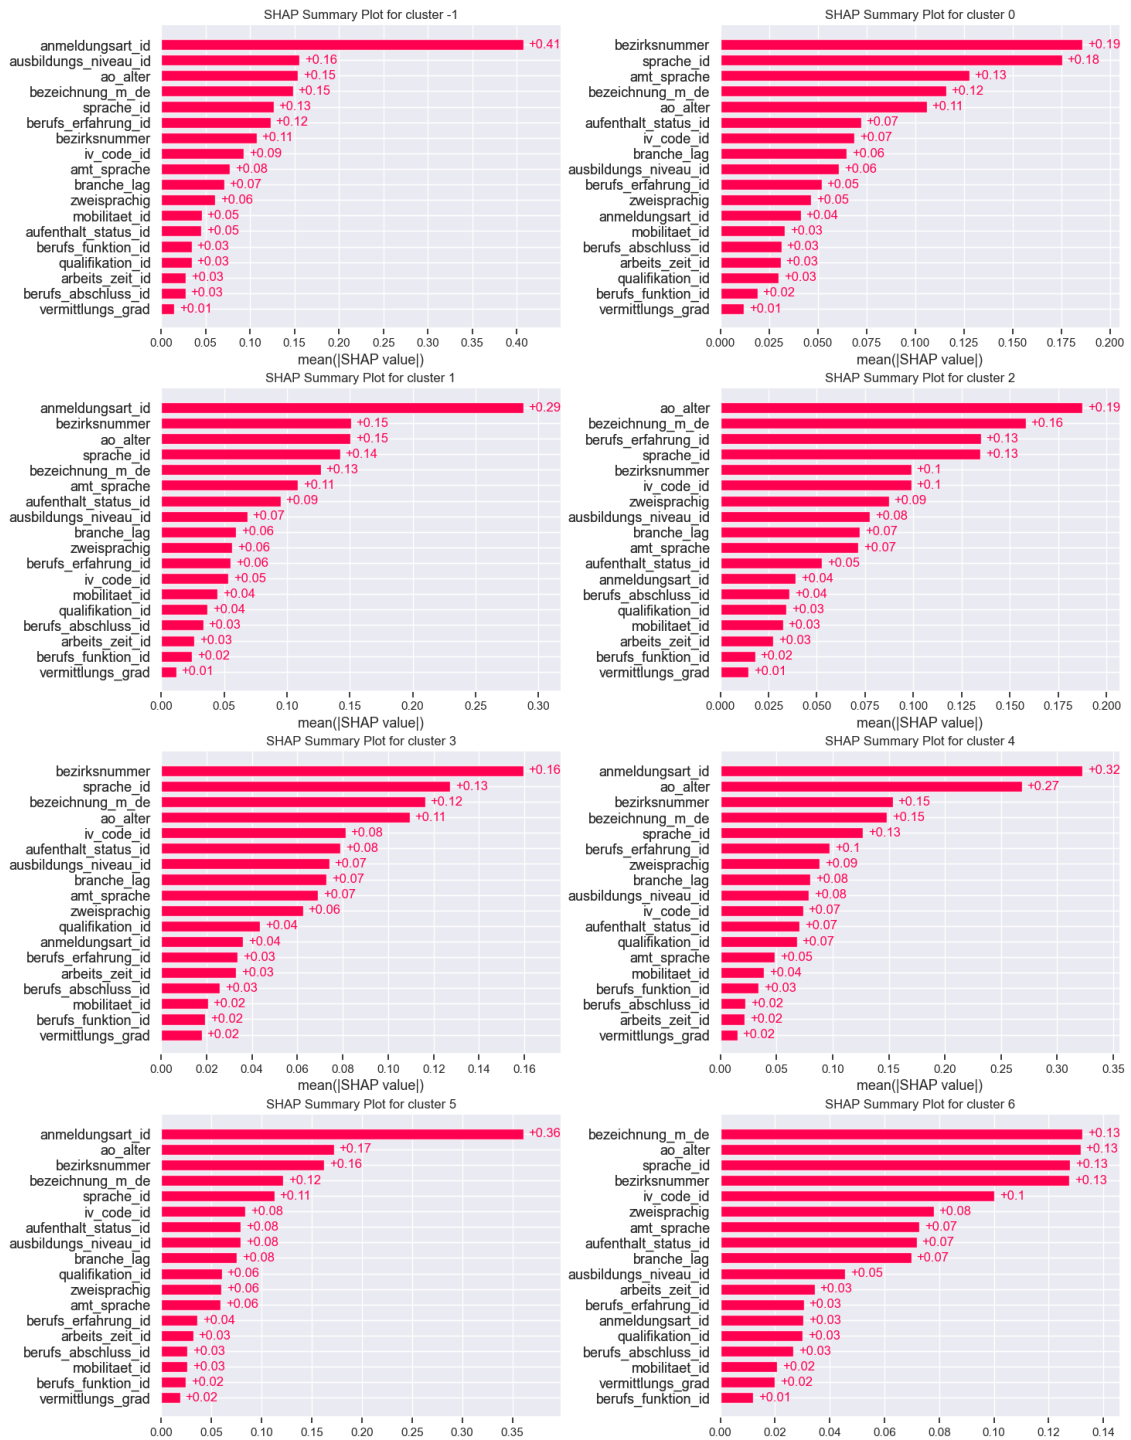 SHAP Summary Plot for cluster -1
anmeldungsart_id +0.41
ausbildungs_niveau_id +0.16
ao_alter +0.15
bezeichnung_m_de +0.15
sprache_id +0.13
berufs_erfahrung_id +0.12
bezirksnummer +0.11
iv_code_id +0.09
amt_sprache +0.08
branche_lag +0.07
zweisprachig +0.06
mobilitaet_id +0.05
aufenthalt_status_id +0.05
berufs_funktion_id +0.03
qualifikation_id +0.03
arbeits_zeit_id +0.03
berufs_abschluss_id +0.03
vermittlungs_grad +0.01
0.00 0.05 0.10 0.15 0.20 0.25 0.30 0.35 0.40
mean(|SHAP value|)
SHAP Summary Plot for cluster 0
bezirksnummer +0.19
sprache_id +0.18
amt_sprache +0.13
bezeichnung_m_de +0.12
ao_alter +0.11
aufenthalt_status_id +0.07
iv_code_id +0.07
branche_lag +0.06
ausbildungs_niveau_id +0.06
berufs_erfahrung_id +0.05
zweisprachig +0.05
anmeldungsart_id +0.04
mobilitaet_id +0.03
berufs_abschluss_id +0.03
arbeits_zeit_id +0.03
qualifikation_id +0.03
berufs_funktion_id +0.02
vermittlungs_grad +0.01
0.000 0.025 0.050 0.075 0.100 0.125 0.150 0.175 0.200
mean(|SHAP value|)
SHAP Summary Plot for cluster 1
anmeldungsart_id +0.29
bezirksnummer +0.15
ao_alter +0.15
sprache_id +0.14
bezeichnung_m_de +0.13
amt_sprache +0.11
aufenthalt_status_id +0.09
ausbildungs_niveau_id +0.07
branche_lag +0.06
zweisprachig +0.06
berufs_erfahrung_id +0.06
iv_code_id +0.05
mobilitaet_id +0.04
qualifikation_id +0.04
berufs_abschluss_id +0.03
arbeits_zeit_id +0.03
berufs_funktion_id +0.02
vermittlungs_grad +0.01
0.00 0.05 0.10 0.15 0.20 0.25 0.30
mean(|SHAP value|)
SHAP Summary Plot for cluster 2
ao_alter +0.19
bezeichnung_m_de +0.16
berufs_erfahrung_id +0.13
sprache_id +0.13
bezirksnummer +0.1
iv_code_id +0.1
zweisprachig +0.09
ausbildungs_niveau_id +0.08
branche_lag +0.07
amt_sprache +0.07
aufenthalt_status_id +0.05
anmeldungsart_id +0.04
berufs_abschluss_id +0.04
qualifikation_id +0.03
mobilitaet_id +0.03
arbeits_zeit_id +0.03
berufs_funktion_id +0.02
vermittlungs_grad +0.01
0.000 0.025 0.050 0.075 0.100 0.125 0.150 0.175 0.200
mean(|SHAP value|)
SHAP Summary Plot for cluster 3
bezirksnummer +0.16
sprache_id +0.13
bezeichnung_m_de +0.12
ao_alter +0.11
iv_code_id +0.08
aufenthalt_status_id +0.08
ausbildungs_niveau_id +0.07
branche_lag +0.07
amt_sprache +0.07
zweisprachig +0.06
qualifikation_id +0.04
anmeldungsart_id +0.04
berufs_erfahrung_id +0.03
arbeits_zeit_id +0.03
berufs_abschluss_id +0.03
mobilitaet_id +0.02
berufs_funktion_id +0.02
vermittlungs_grad +0.02
0.00 0.02 0.04 0.06 0.08 0.10 0.12 0.14 0.16
mean(|SHAP value|)
SHAP Summary Plot for cluster 4
anmeldungsart_id +0.32
ao_alter +0.27
bezirksnummer +0.15
bezeichnung_m_de +0.15
sprache_id +0.13
berufs_erfahrung_id +0.1
zweisprachig +0.09
branche_lag +0.08
ausbildungs_niveau_id +0.08
iv_code_id +0.07
aufenthalt_status_id +0.07
qualifikation_id +0.07
amt_sprache +0.05
mobilitaet_id +0.04
berufs_funktion_id +0.03
berufs_abschluss_id +0.02
arbeits_zeit_id +0.02
vermittlungs_grad +0.02
0.00 0.05 0.10 0.15 0.20 0.25 0.30 0.35
mean(|SHAP value|)
SHAP Summary Plot for cluster 5
anmeldungsart_id +0.36
ao_alter +0.17
bezirksnummer +0.16
bezeichnung_m_de +0.12
sprache_id +0.11
iv_code_id +0.08
aufenthalt_status_id +0.08
ausbildungs_niveau_id +0.08
branche_lag +0.08
qualifikation_id +0.06
zweisprachig +0.06
amt_sprache +0.06
berufs_erfahrung_id +0.04
arbeits_zeit_id +0.03
berufs_abschluss_id +0.03
mobilitaet_id +0.03
berufs_funktion_id +0.02
vermittlungs_grad +0.02
0.00 0.05 0.10 0.15 0.20 0.25 0.30 0.35
SHAP Summary Plot for cluster 6
bezeichnung_m_de +0.13
ao_alter +0.13
sprache_id +0.13
bezirksnummer +0.13
iv_code_id +0.1
zweisprachig +0.08
amt_sprache +0.07
aufenthalt_status_id +0.07
branche_lag +0.07
ausbildungs_niveau_id +0.05
arbeits_zeit_id +0.03
berufs_erfahrung_id +0.03
anmeldungsart_id +0.03
qualifikation_id +0.03
berufs_abschluss_id +0.03
mobilitaet_id +0.02
vermittlungs_grad +0.02
berufs_funktion_id +0.01
0.00 0.02 0.04 0.06 0.08 0.10 0.12 0.14